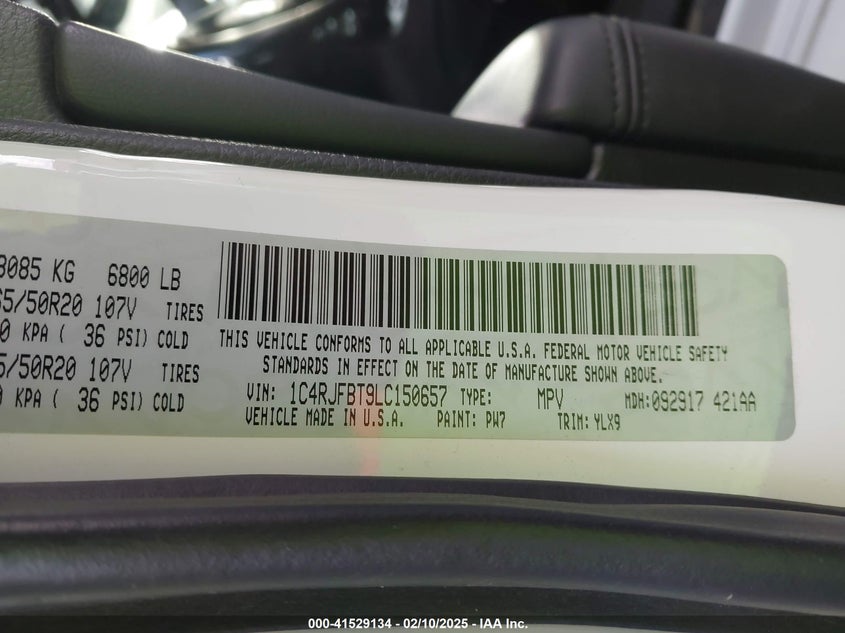 3085 KG 6800 LB
65/50R20 107V TIRES
0 KPA ( 36 PSI) COLD
5/50R20 107V TIRES
0 KPA ( 36 PSI) COLD
THIS VEHICLE CONFORMS TO ALL APPLICABLE U.S.A. FEDERAL MOTOR VEHICLE SAFETY
STANDARDS IN EFFECT ON THE DATE OF MANUFACTURE SHOWN ABOVE.
VIN: 1C4RJFBT9LC150657 TYPE: MPV MDH:092917 421AA
VEHICLE MADE IN U.S.A. PAINT: PW7 TRIM: YLX9
000-41529134 — 02/10/2025 — IAA Inc.